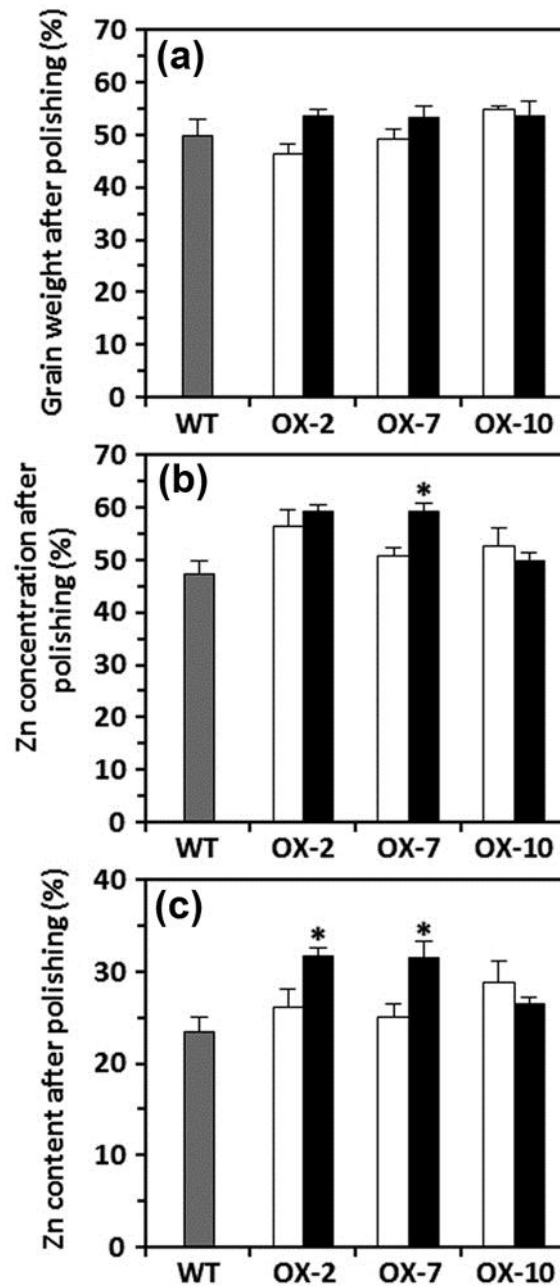 (a)
Grain weight after polishing (%)
70
60
50
40
30
20
10
0
WT OX-2 OX-7 OX-10
(b)
Zn concentration after
polishing (%)
70
60
50
40
30
20
10
0
*
WT OX-2 OX-7 OX-10
(c)
Zn content after polishing (%)
40
30
20
10
0
* *
WT OX-2 OX-7 OX-10